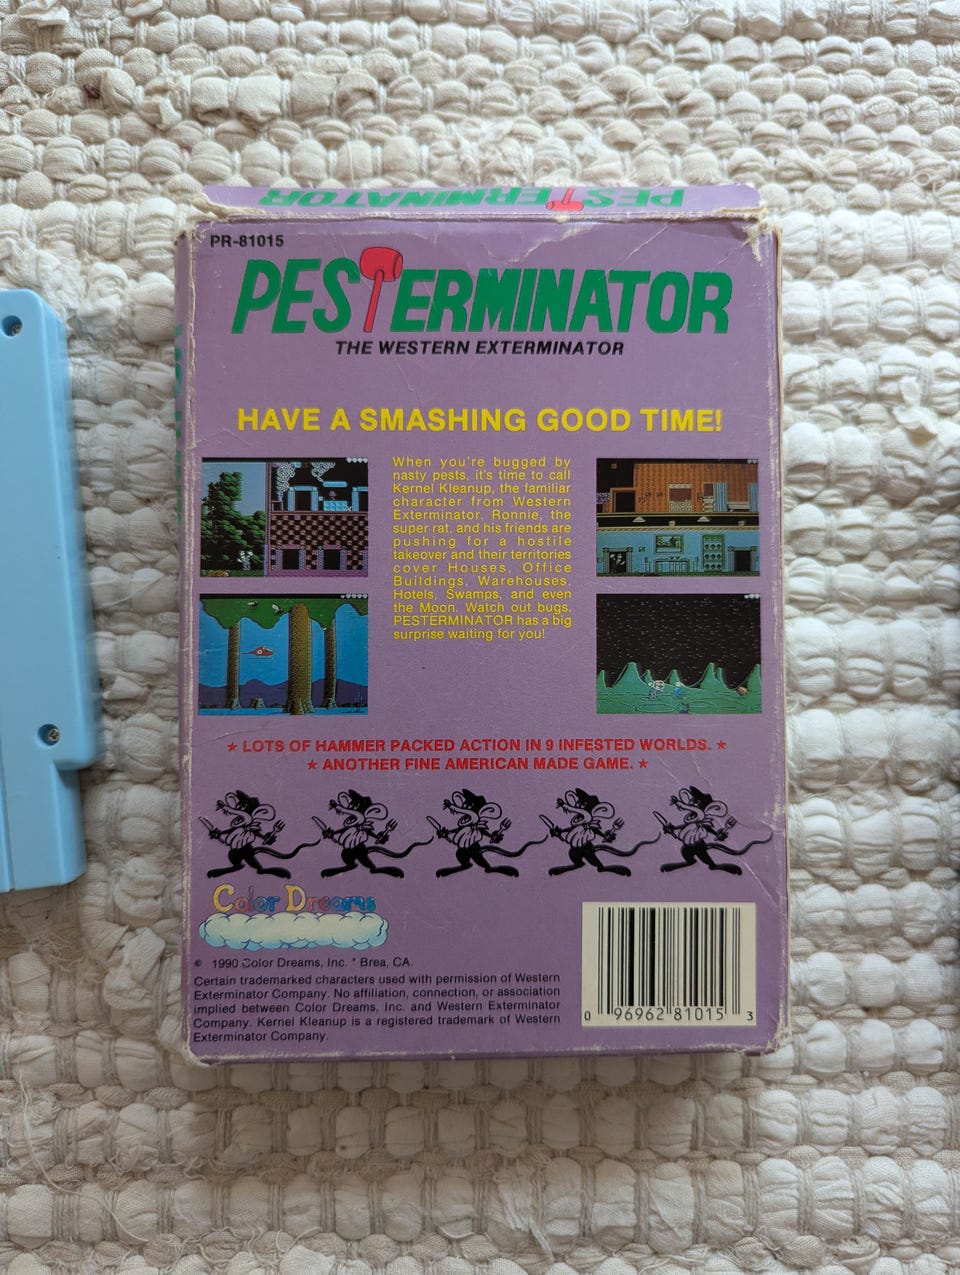 PESTERMINATOR
PESTERMINATOR
PR-81015
PESTERMINATOR
THE WESTERN EXTERMINATOR
HAVE A SMASHING GOOD TIME!
When you're bugged by
nasty pests, it's time to call
Kernel Kleanup, the familiar
character from Western
Exterminator. Ronnie, the
super rat, and his friends are
pushing for a hostile
takeover and their territories
cover Houses, Office
Buildings, Warehouses,
Hotels, Swamps, and even
the Moon. Watch out bugs,
PESTERMINATOR has a big
surprise waiting for you!
★ LOTS OF HAMMER PACKED ACTION IN 9 INFESTED WORLDS. ★
★ ANOTHER FINE AMERICAN MADE GAME. ★
Color Dreams
© 1990 Color Dreams, Inc. * Brea, CA.
Certain trademarked characters used with permission of Western
Exterminator Company. No affiliation, connection, or association
implied between Color Dreams, Inc. and Western Exterminator
Company. Kernel Kleanup is a registered trademark of Western
Exterminator Company.
0 96962 81015 3